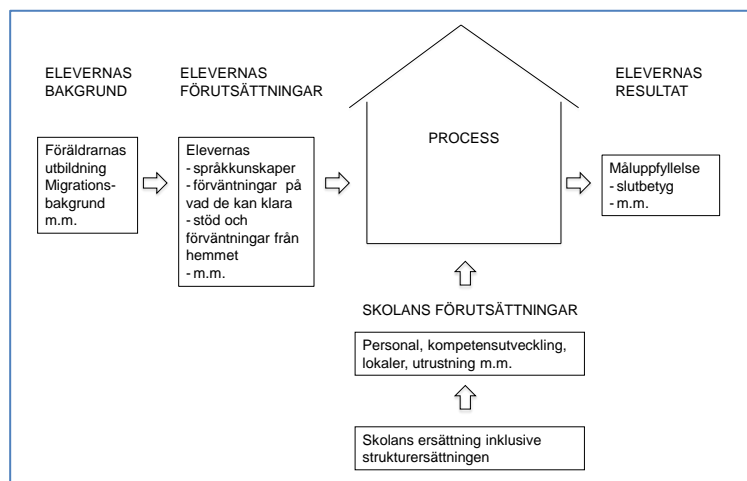 ELEVERNAS
BAKGRUND
Föräldrarnas
utbildning
Migrations-
bakgrund
m.m.
ELEVERNAS
FÖRUTSÄTTNINGAR
Elevernas
- språkkunskaper
- förväntningar på
vad de kan klara
- stöd och
förväntningar från
hemmet
- m.m.
PROCESS
ELEVERNAS
RESULTAT
Måluppfyllelse
- slutbetyg
- m.m.
SKOLANS FÖRUTSÄTTNINGAR
Personal, kompetensutveckling,
lokaler, utrustning m.m.
Skolans ersättning inklusive
strukturersättningen